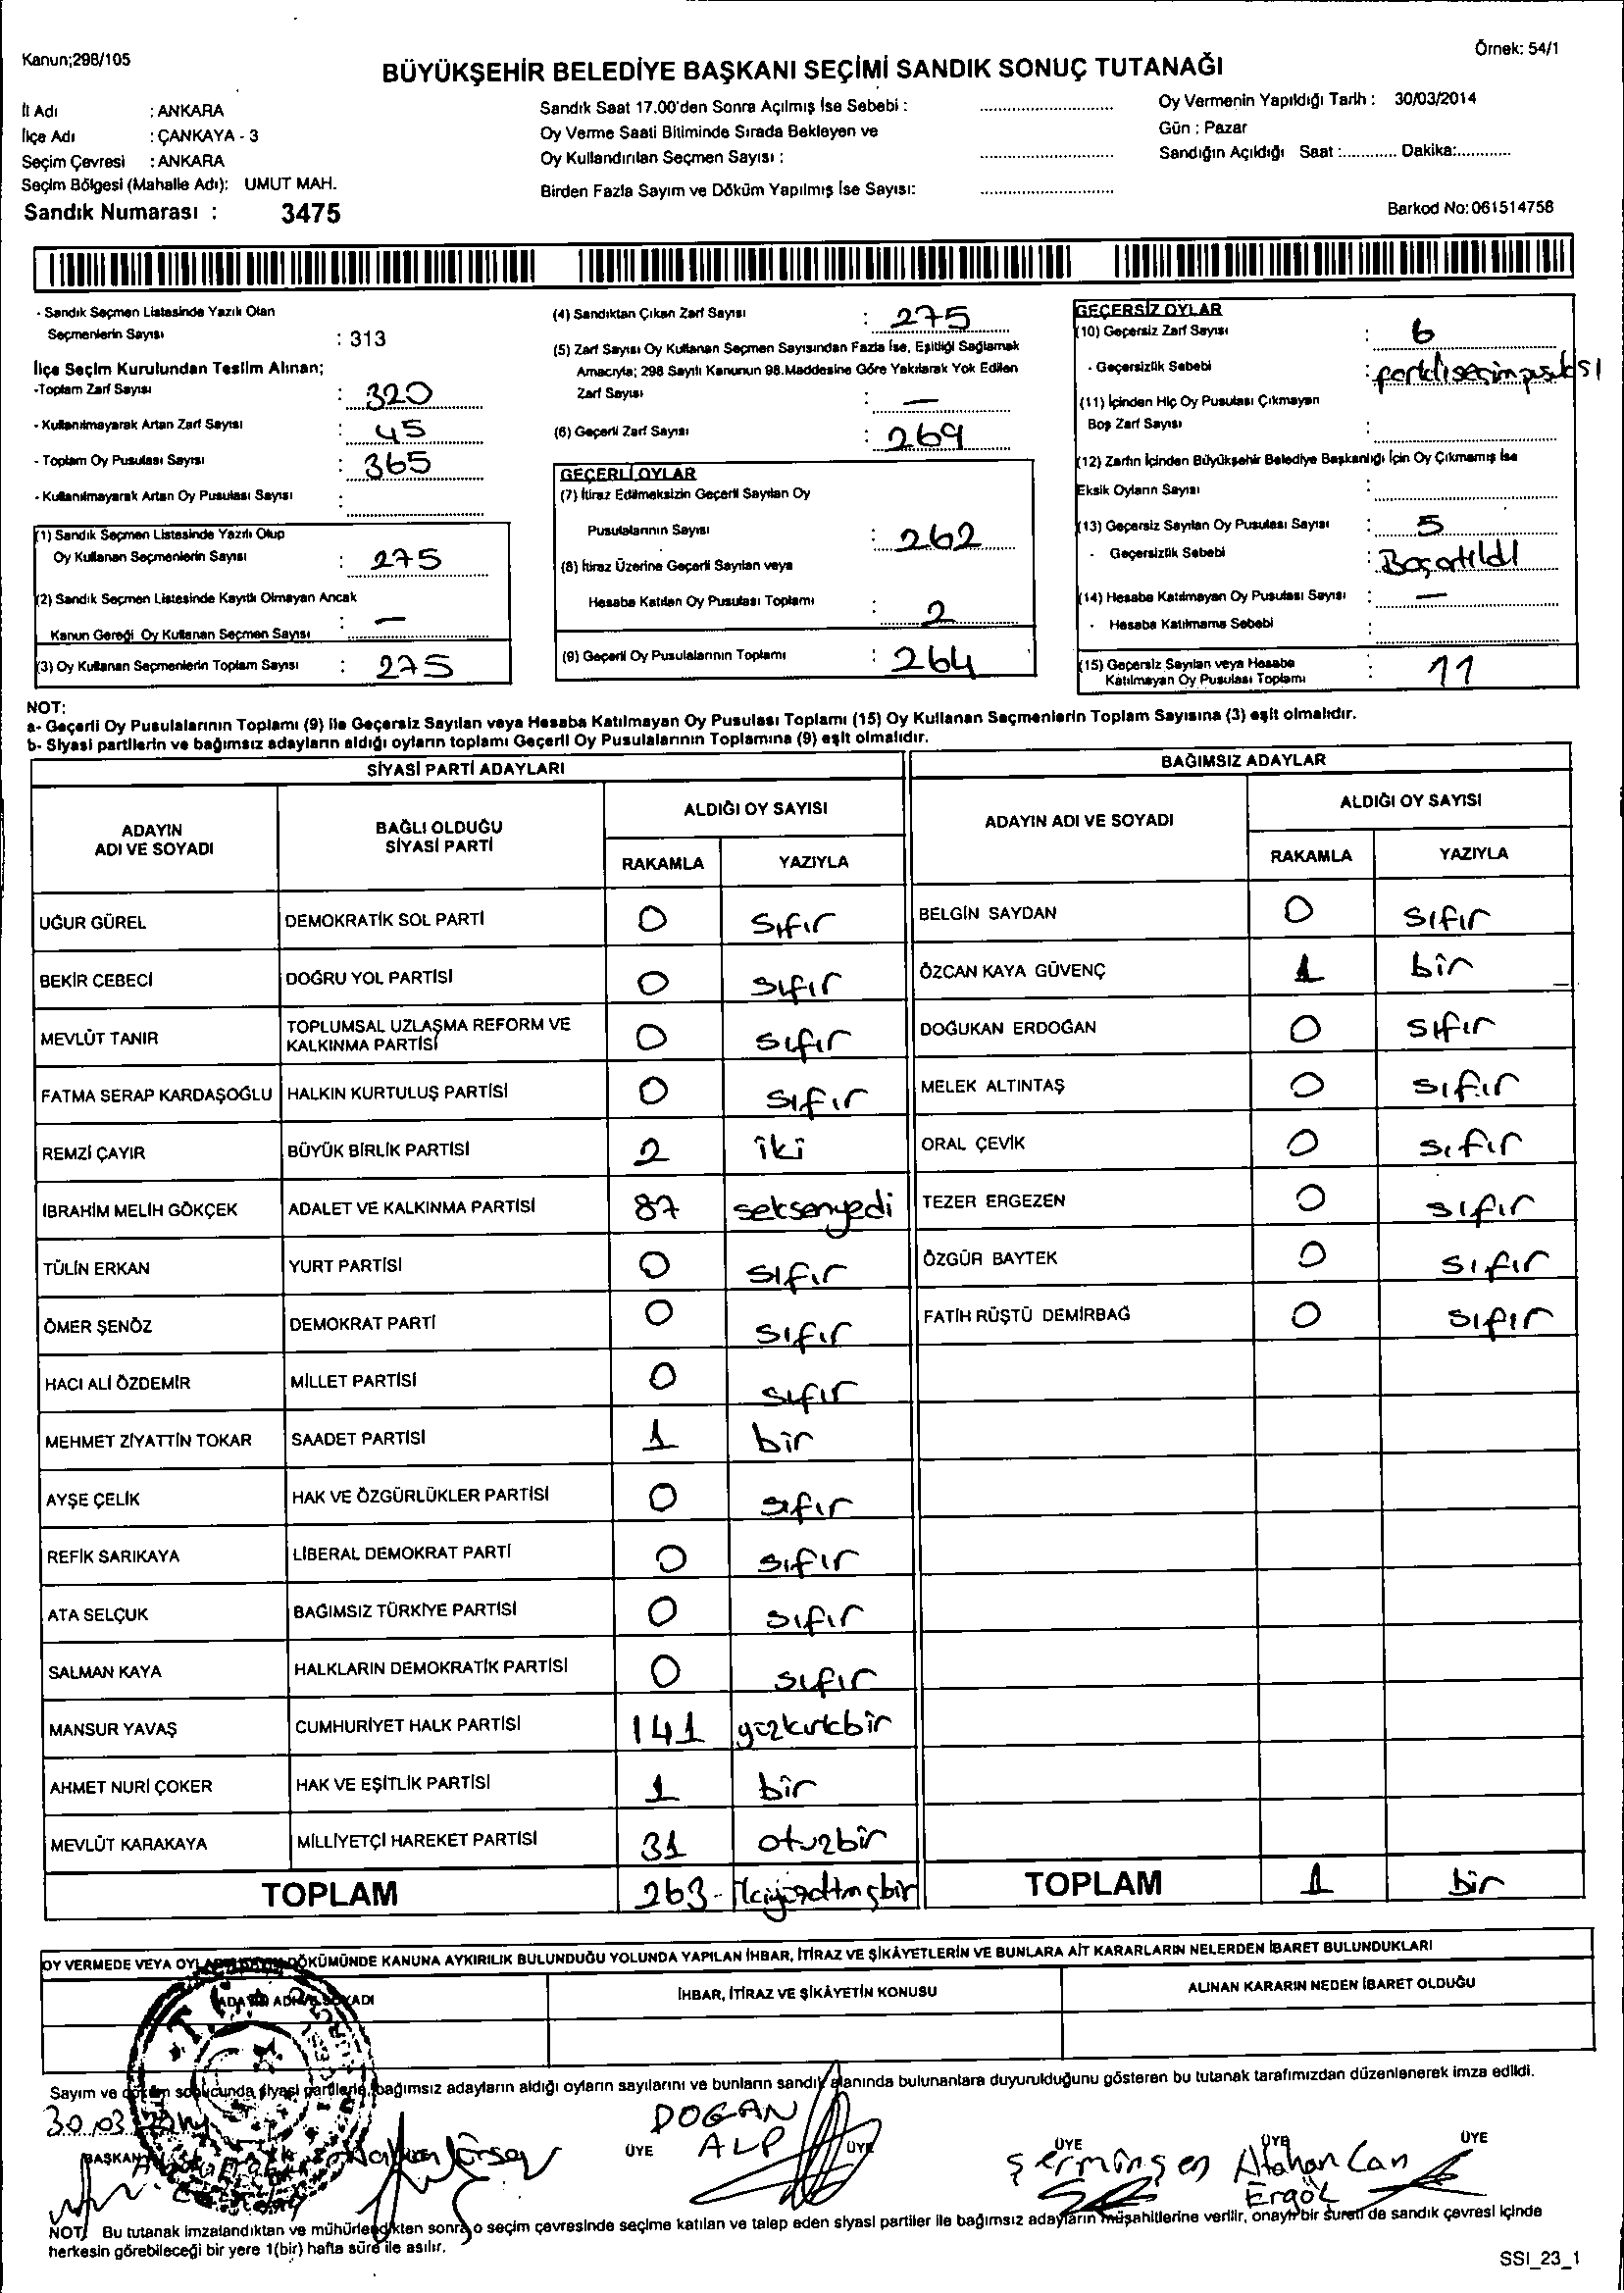 Kanun;298/105
Örnek: 54/1
BÜYÜKŞEHİR BELEDİYE BAŞKANI SEÇİMİ SANDIK SONUÇ TUTANAĞI
İl Adı : ANKARA
İlçe Adı : ÇANKAYA - 3
Seçim Çevresi : ANKARA
Seçim Bölgesi (Mahalle Adı): UMUT MAH.
Sandık Numarası : 3475
Sandık Saat 17.00'den Sonra Açılmış İse Sebebi :
Oy Verme Saati Bitiminde Sırada Bekleyen ve
Oy Kullandırılan Seçmen Sayısı :
Birden Fazla Sayım ve Döküm Yapılmış İse Sayısı:
Oy Vermenin Yapıldığı Tarih : 30/03/2014
Gün : Pazar
Sandığın Açıldığı Saat :............ Dakika:............
Barkod No: 061514758
- Sandık Seçmen Listesinde Yazılı Olan
Seçmenlerin Sayısı : 313
İlçe Seçim Kurulundan Teslim Alınan;
-Toplam Zarf Sayısı : 320
- Kullanılmayarak Artan Zarf Sayısı : 45
- Toplam Oy Pusulası Sayısı : 365
- Kullanılmayarak Artan Oy Pusulası Sayısı :
(1) Sandık Seçmen Listesinde Yazılı Olup
Oy Kullanan Seçmenlerin Sayısı : 275
(2) Sandık Seçmen Listesinde Kayıtlı Olmayan Ancak
Kanun Gereği Oy Kullanan Seçmen Sayısı : —
(3) Oy Kullanan Seçmenlerin Toplam Sayısı : 275
(4) Sandıktan Çıkan Zarf Sayısı : 275
(5) Zarf Sayısı Oy Kullanan Seçmen Sayısından Fazla İse, Eşitliği Sağlamak
Amacıyla; 298 Sayılı Kanunun 98.Maddesine Göre Yakılarak Yok Edilen
Zarf Sayısı : —
(6) Geçerli Zarf Sayısı : 269
GEÇERLİ OYLAR
(7) İtiraz Edilmeksizin Geçerli Sayılan Oy
Pusulalarının Sayısı : 262
(8) İtiraz Üzerine Geçerli Sayılan veya
Hesaba Katılan Oy Pusulası Toplamı : 2
(9) Geçerli Oy Pusulalarının Toplamı : 264
GEÇERSİZ OYLAR
(10) Geçersiz Zarf Sayısı : 6
- Geçersizlik Sebebi :
(11) İçinden Hiç Oy Pusulası Çıkmayan
Boş Zarf Sayısı :
(12) Zarfın İçinden Büyükşehir Belediye Başkanlığı İçin Oy Çıkmamış İse
Eksik Oyların Sayısı :
(13) Geçersiz Sayılan Oy Pusulası Sayısı : 5
- Geçersizlik Sebebi : Boş atıldı
(14) Hesaba Katılmayan Oy Pusulası Sayısı : —
- Hesaba Katılmama Sebebi :
(15) Geçersiz Sayılan veya Hesaba
Katılmayan Oy Pusulası Toplamı : 11
NOT:
a- Geçerli Oy Pusulalarının Toplamı (9) ile Geçersiz Sayılan veya Hesaba Katılmayan Oy Pusulası Toplamı (15) Oy Kullanan Seçmenlerin Toplam Sayısına (3) eşit olmalıdır.
b- Siyasi partilerin ve bağımsız adayların aldığı oyların toplamı Geçerli Oy Pusulalarının Toplamına (9) eşit olmalıdır.
SİYASİ PARTİ ADAYLARI
ADAYIN ADI VE SOYADI
BAĞLI OLDUĞU SİYASİ PARTİ
ALDIĞI OY SAYISI
RAKAMLA YAZIYLA
UĞUR GÜREL DEMOKRATİK SOL PARTİ 0 sıfır
BEKİR CEBECİ DOĞRU YOL PARTİSİ 0 sıfır
MEVLÜT TANIR TOPLUMSAL UZLAŞMA REFORM VE KALKINMA PARTİSİ 0 sıfır
FATMA SERAP KARDAŞOĞLU HALKIN KURTULUŞ PARTİSİ 0 sıfır
REMZİ ÇAYIR BÜYÜK BİRLİK PARTİSİ 2 iki
İBRAHİM MELİH GÖKÇEK ADALET VE KALKINMA PARTİSİ 87 seksenyedi
TÜLİN ERKAN YURT PARTİSİ 0 sıfır
ÖMER ŞENÖZ DEMOKRAT PARTİ 0 sıfır
HACI ALİ ÖZDEMİR MİLLET PARTİSİ 0 sıfır
MEHMET ZİYATTİN TOKAR SAADET PARTİSİ 1 bir
AYŞE ÇELİK HAK VE ÖZGÜRLÜKLER PARTİSİ 0 sıfır
REFİK SARIKAYA LİBERAL DEMOKRAT PARTİ 0 sıfır
ATA SELÇUK BAĞIMSIZ TÜRKİYE PARTİSİ 0 sıfır
SALMAN KAYA HALKLARIN DEMOKRATİK PARTİSİ 0 sıfır
MANSUR YAVAŞ CUMHURİYET HALK PARTİSİ 141 yüzkırkbir
AHMET NURİ ÇOKER HAK VE EŞİTLİK PARTİSİ 1 bir
MEVLÜT KARAKAYA MİLLİYETÇİ HAREKET PARTİSİ 31 otuzbir
TOPLAM 263
BAĞIMSIZ ADAYLAR
ADAYIN ADI VE SOYADI
ALDIĞI OY SAYISI
RAKAMLA YAZIYLA
BELGİN SAYDAN 0 sıfır
ÖZCAN KAYA GÜVENÇ 1 bir
DOĞUKAN ERDOĞAN 0 sıfır
MELEK ALTINTAŞ 0 sıfır
ORAL ÇEVİK 0 sıfır
TEZER ERGEZEN 0 sıfır
ÖZGÜR BAYTEK 0 sıfır
FATİH RÜŞTÜ DEMİRBAĞ 0 sıfır
TOPLAM 1 bir
OY VERMEDE VEYA DÖKÜMÜNDE KANUNA AYKIRILIK BULUNDUĞU YOLUNDA YAPILAN İHBAR, İTİRAZ VE ŞİKÂYETLERİN VE BUNLARA AİT KARARLARIN NELERDEN İBARET BULUNDUKLARI
İHBAR, İTİRAZ VE ŞİKÂYETİN KONUSU
ALINAN KARARIN NEDEN İBARET OLDUĞU
Sayım ve döküm sonucunda siyasi partilerle, bağımsız adayların aldığı oyların sayılarını ve bunların sandık alanında bulunanlara duyurulduğunu gösteren bu tutanak tarafımızdan düzenlenerek imza edildi.
30.03.2014
BAŞKAN ÜYE ÜYE ÜYE ÜYE ÜYE
DOĞAN ALP
Şermin Şen
Atahan Can Ergöl
NOT: Bu tutanak imzalandıktan ve mühürlendikten sonra o seçim çevresinde seçime katılan ve talep eden siyasi partiler ile bağımsız adayların müşahitlerine verilir, onaylı bir sureti de sandık çevresi içinde
herkesin görebileceği bir yere 1(bir) hafta süre ile asılır.
SSI_23_1